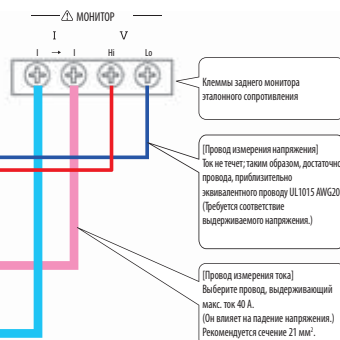 ⚠ МОНИТОР
I V
I → I Hi Lo
Клеммы заднего монитора
эталонного сопротивления
[Провод измерения напряжения]
Ток не течет; таким образом, достаточно
провода, приблизительно
эквивалентного проводу UL1015 AWG20.
(Требуется соответствие
выдерживаемого напряжения.)
[Провод измерения тока]
Выберите провод, выдерживающий
макс. ток 40 А.
(Он влияет на падение напряжения.)
Рекомендуется сечение 21 мм².